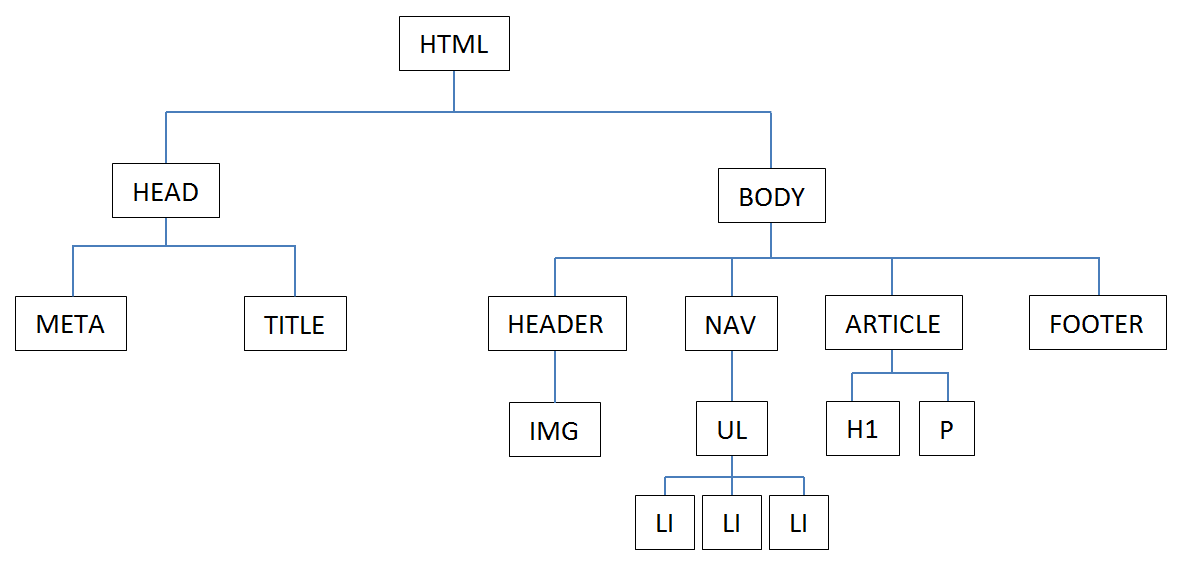 HTML
HEAD
BODY
META
TITLE
HEADER
NAV
ARTICLE
FOOTER
IMG
UL
H1
P
LI
LI
LI